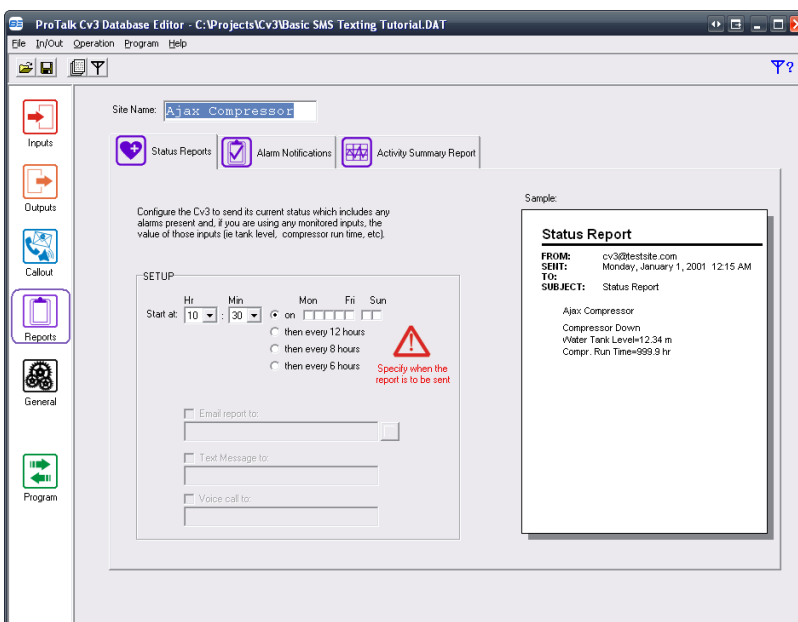 ProTalk Cv3 Database Editor - C:\Projects\Cv3\Basic SMS Texting Tutorial.DAT
File In/Out Operation Program Help
?
Site Name: Ajax Compressor
Inputs
Outputs
Callout
Reports
General
Program
Status Reports Alarm Notifications Activity Summary Report
Configure the Cv3 to send its current status which includes any
alarms present and, if you are using any monitored inputs, the
value of those inputs (ie tank level, compressor run time, etc).
SETUP
Hr Min Mon Fri Sun
Start at: 10 : 30 on
then every 12 hours
then every 8 hours
then every 6 hours
Specify when the
report is to be sent
Email report to:
Text Message to:
Voice call to:
Sample:
Status Report
FROM: cv3@testsite.com
SENT: Monday, January 1, 2001 12:15 AM
TO:
SUBJECT: Status Report
Ajax Compressor
Compressor Down
Water Tank Level=12.34 m
Compr. Run Time=999.9 hr